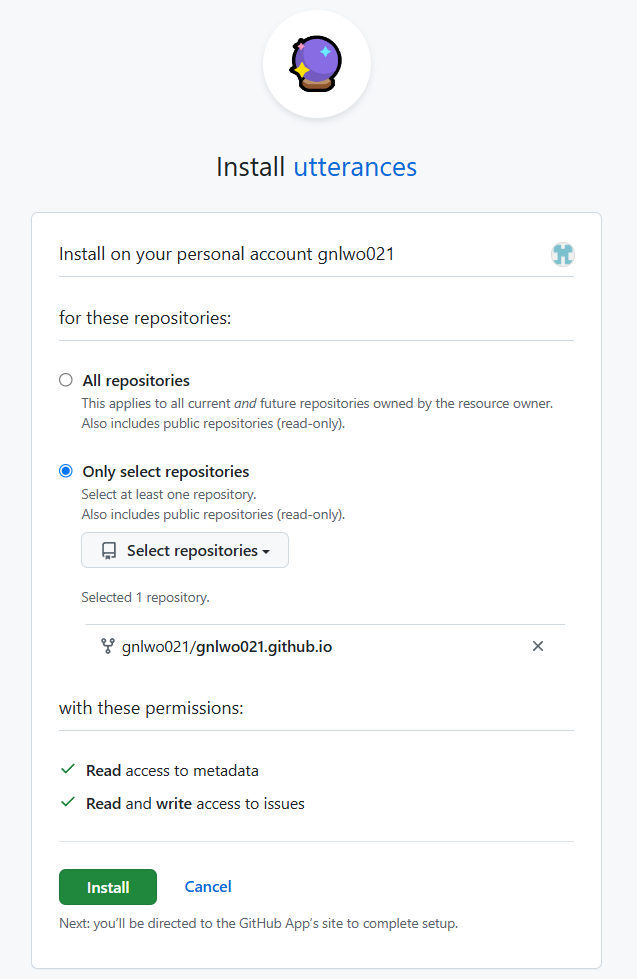 Install utterances
Install on your personal account gnlwo021
for these repositories:
All repositories
This applies to all current and future repositories owned by the resource owner.
Also includes public repositories (read-only).
Only select repositories
Select at least one repository.
Also includes public repositories (read-only).
Select repositories
Selected 1 repository.
gnlwo021/gnlwo021.github.io
with these permissions:
Read access to metadata
Read and write access to issues
Install Cancel
Next: you’ll be directed to the GitHub App’s site to complete setup.